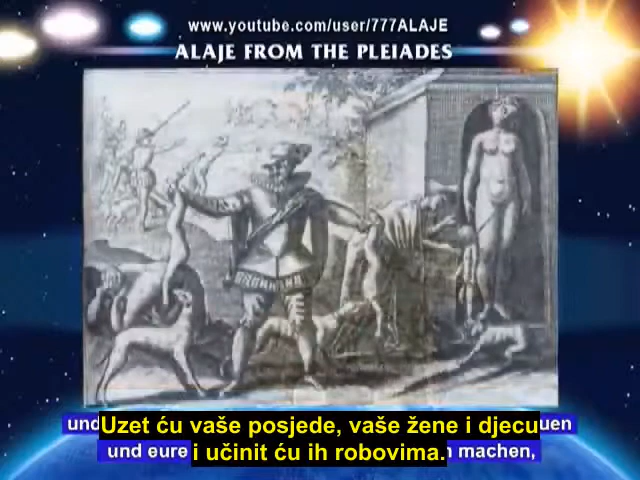 www.youtube.com/user/777ALAJE
ALAJE FROM THE PLEIADES
und
Uzet ću vaše posjede, vaše žene i djecu
und eure
i učinit ću ih robovima.
machen,